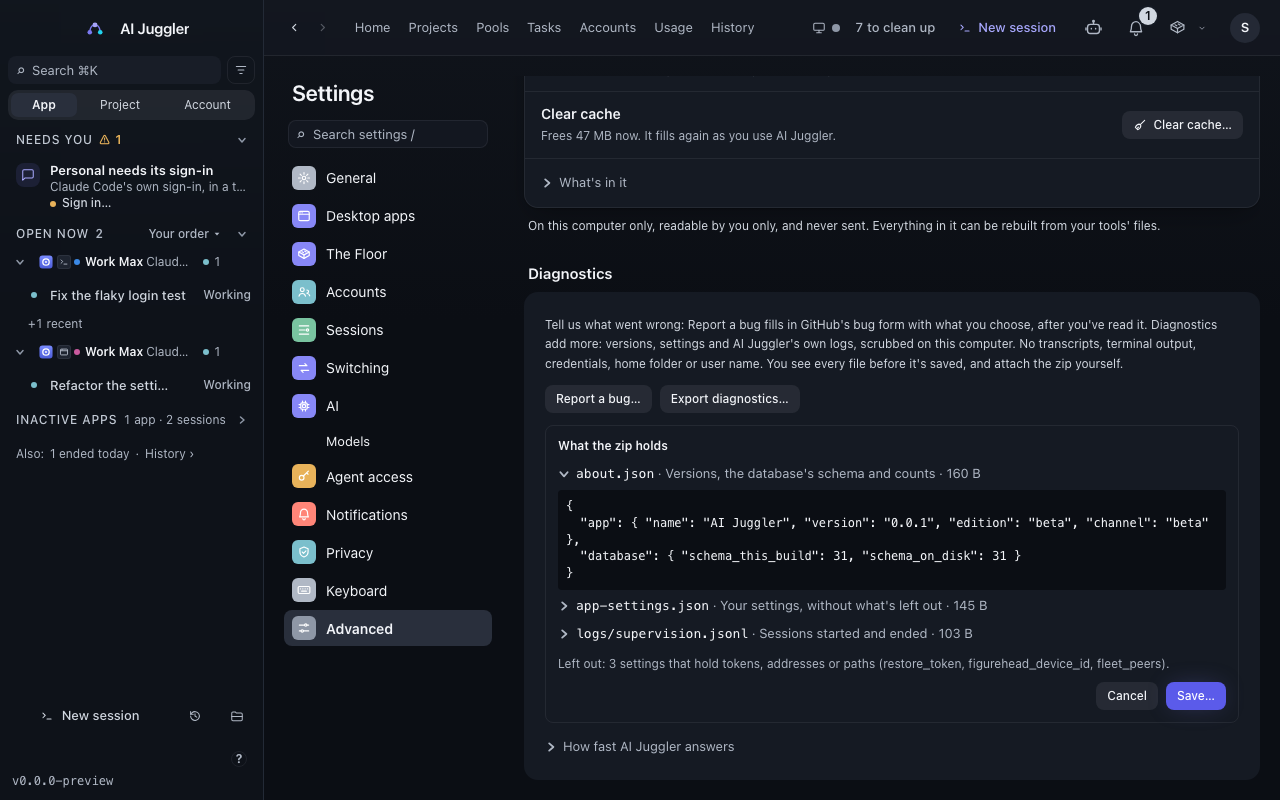 AI Juggler
Search ⌘K
App
Project
Account
NEEDS YOU 1
Personal needs its sign-in
Claude Code's own sign-in, in a t…
Sign in…
OPEN NOW 2
Your order
Work Max Claud… 1
Fix the flaky login test Working
+1 recent
Work Max Claud… 1
Refactor the setti… Working
INACTIVE APPS 1 app · 2 sessions
Also: 1 ended today · History ›
New session
?
v0.0.0-preview
Home
Projects
Pools
Tasks
Accounts
Usage
History
7 to clean up
New session
1
S
Settings
Search settings /
General
Desktop apps
The Floor
Accounts
Sessions
Switching
AI
Models
Agent access
Notifications
Privacy
Keyboard
Advanced
Clear cache
Frees 47 MB now. It fills again as you use AI Juggler.
Clear cache…
What's in it
On this computer only, readable by you only, and never sent. Everything in it can be rebuilt from your tools' files.
Diagnostics
Tell us what went wrong: Report a bug fills in GitHub's bug form with what you choose, after you've read it. Diagnostics
add more: versions, settings and AI Juggler's own logs, scrubbed on this computer. No transcripts, terminal output,
credentials, home folder or user name. You see every file before it's saved, and attach the zip yourself.
Report a bug…
Export diagnostics…
What the zip holds
about.json · Versions, the database's schema and counts · 160 B
{
"app": { "name": "AI Juggler", "version": "0.0.1", "edition": "beta", "channel": "beta"
},
"database": { "schema_this_build": 31, "schema_on_disk": 31 }
}
app-settings.json · Your settings, without what's left out · 145 B
logs/supervision.jsonl · Sessions started and ended · 103 B
Left out: 3 settings that hold tokens, addresses or paths (restore_token, figurehead_device_id, fleet_peers).
Cancel
Save…
How fast AI Juggler answers